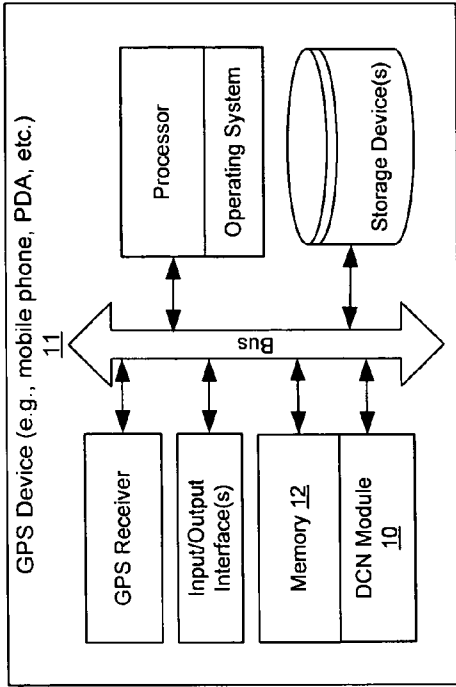 GPS Device (e.g., mobile phone, PDA, etc.)
11
GPS Receiver
Input/Output
Interface(s)
Memory 12
DCN Module
10
Bus
Processor
Operating System
Storage Device(s)